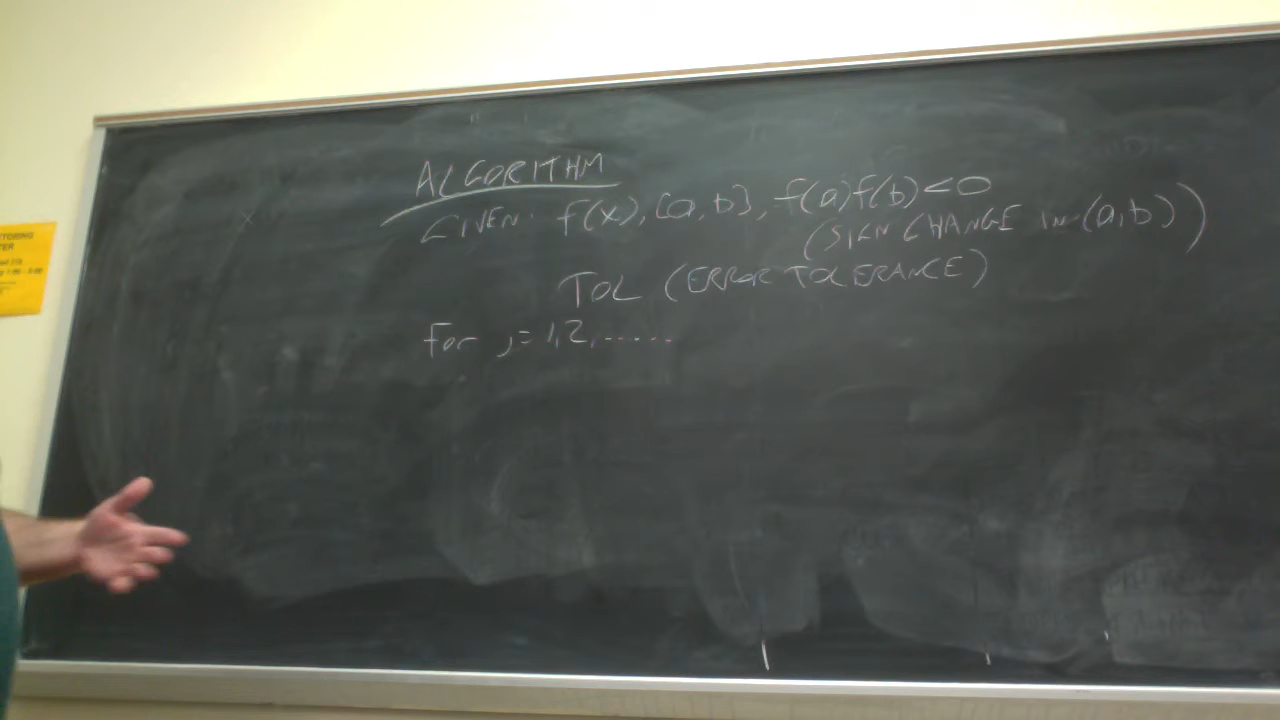 ALGORITHM
GIVEN: f(x), [a,b], f(a)f(b)<0
(SIGN CHANGE IN (a,b))
TOL (ERROR TOLERANCE)
For j=1,2,......